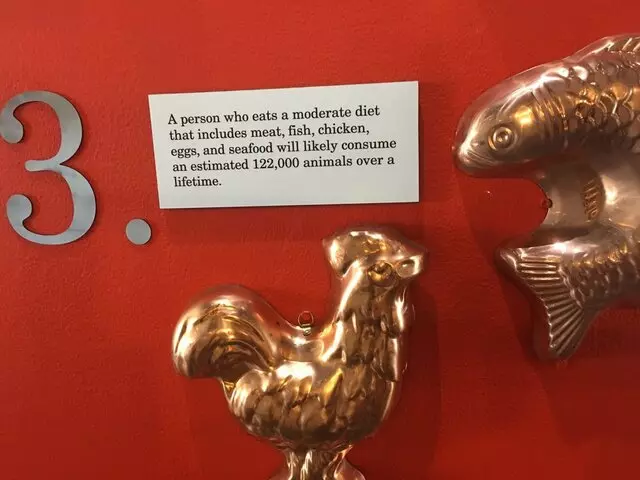 3.
A person who eats a moderate diet
that includes meat, fish, chicken,
eggs, and seafood will likely consume
an estimated 122,000 animals over a
lifetime.